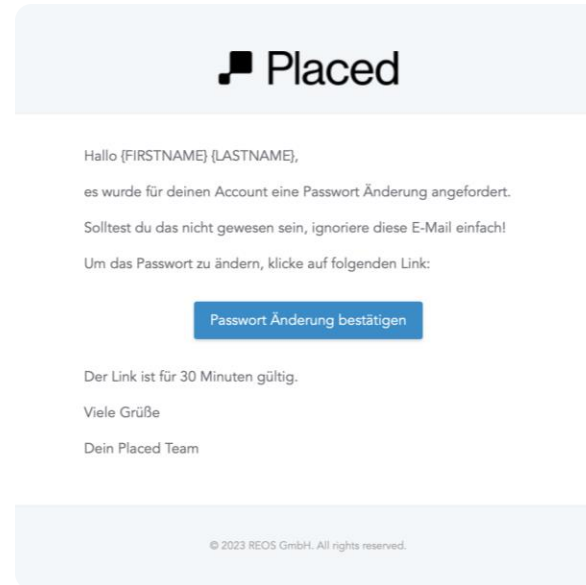 Placed
Hallo {FIRSTNAME} {LASTNAME},
es wurde für deinen Account eine Passwort Änderung angefordert.
Solltest du das nicht gewesen sein, ignoriere diese E-Mail einfach!
Um das Passwort zu ändern, klicke auf folgenden Link:
Passwort Änderung bestätigen
Der Link ist für 30 Minuten gültig.
Viele Grüße
Dein Placed Team
© 2023 REOS GmbH. All rights reserved.